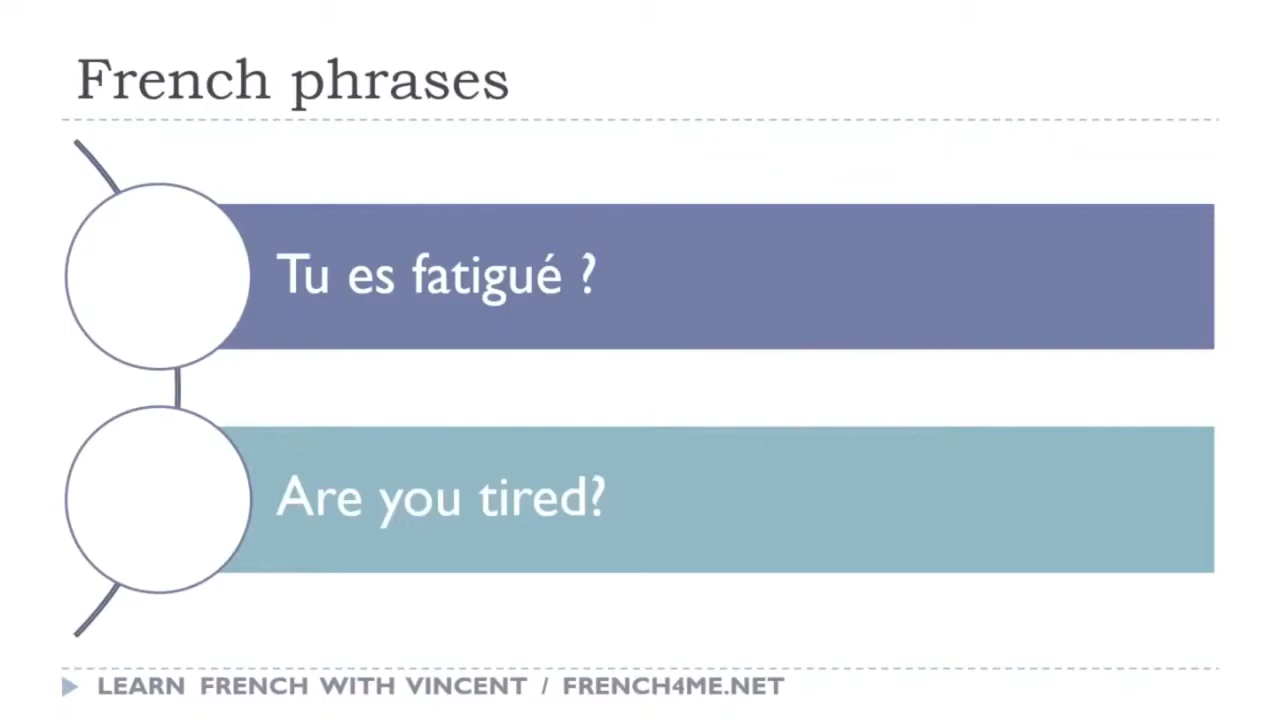 French phrases
Tu es fatigué ?
Are you tired?
LEARN FRENCH WITH VINCENT / FRENCH4ME.NET